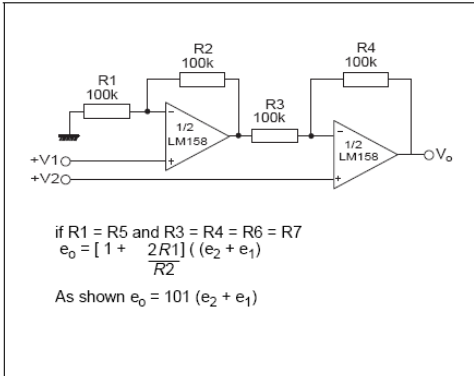 R2
100k
R4
100k
R1
100k
R3
100k
–
1/2
LM158
+
–
1/2
LM158
+
+V1
+V2
Vo
if R1 = R5 and R3 = R4 = R6 = R7
eo = [ 1 + 2R1/R2 ] ( (e2 + e1)
As shown eo = 101 (e2 + e1)